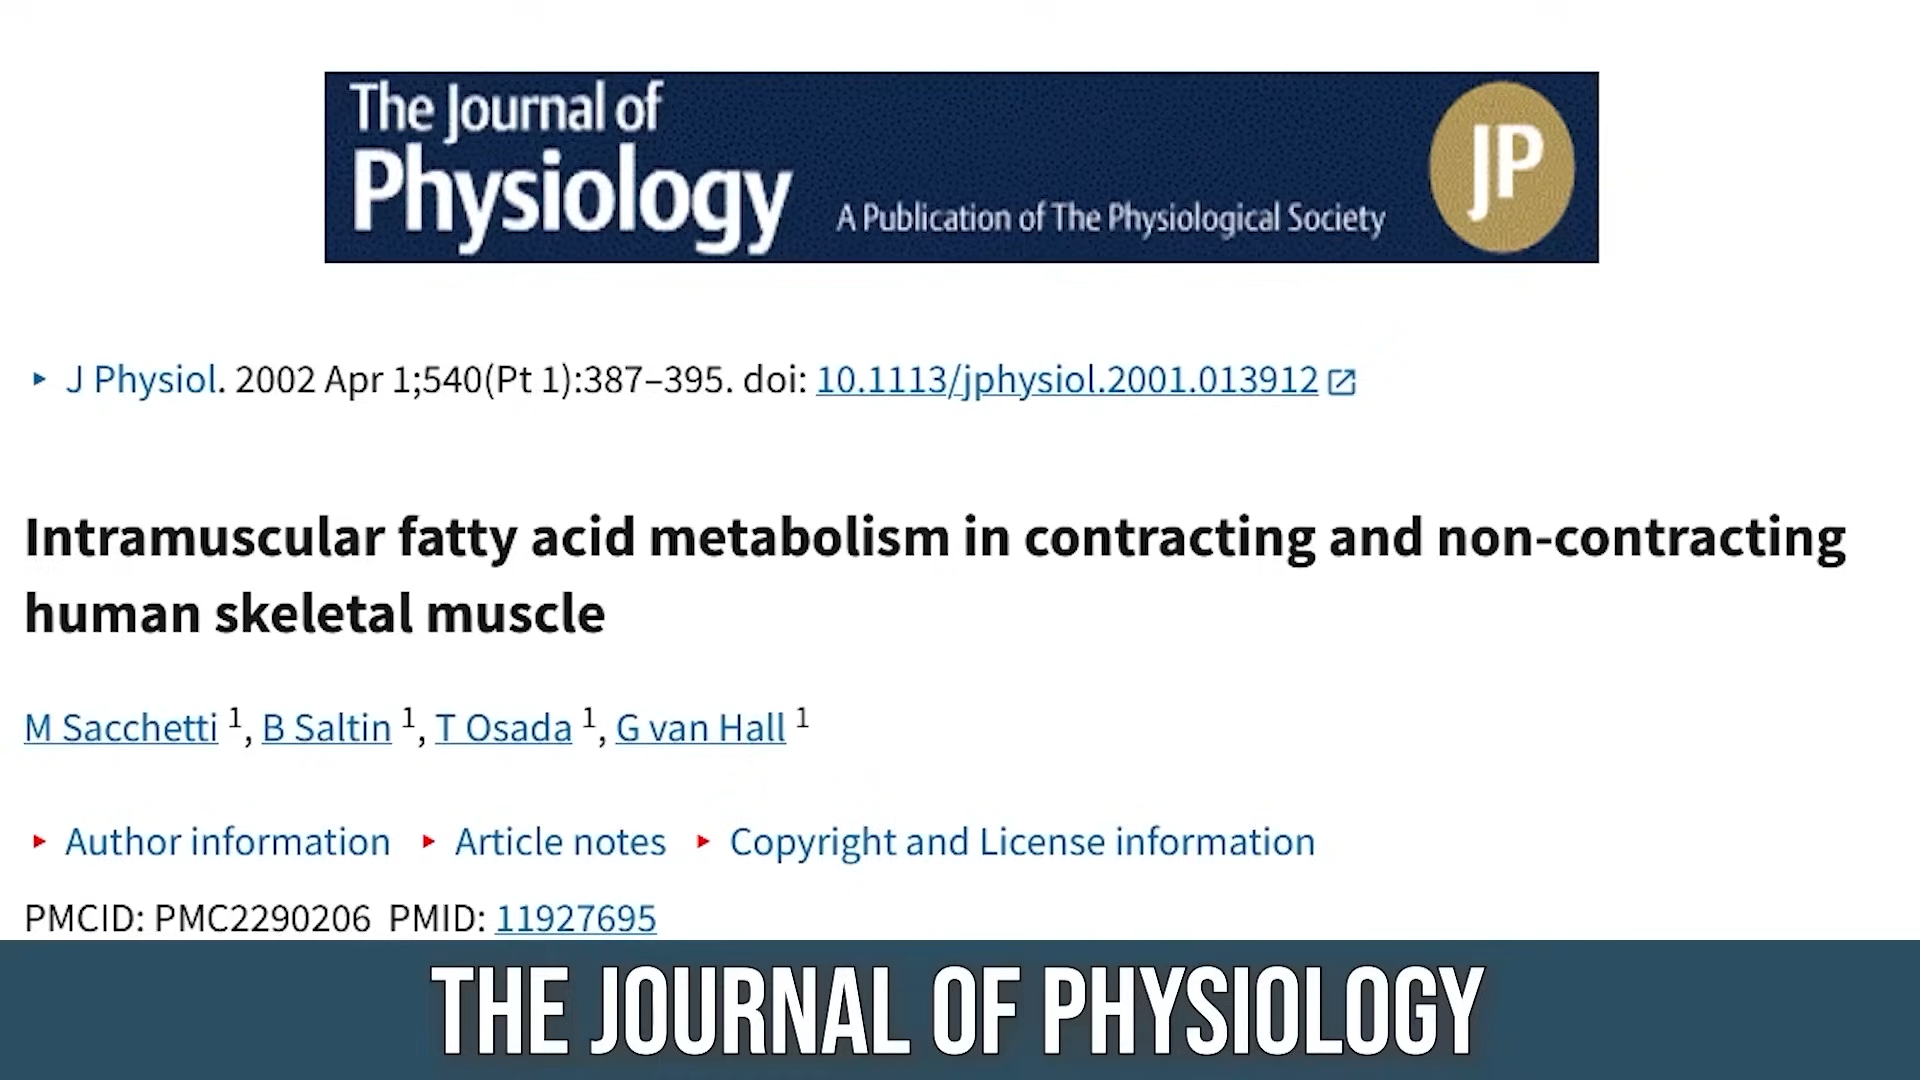 The Journal of
Physiology
A Publication of The Physiological Society
JP
J Physiol. 2002 Apr 1;540(Pt 1):387–395. doi: 10.1113/jphysiol.2001.013912
Intramuscular fatty acid metabolism in contracting and non-contracting
human skeletal muscle
M Sacchetti 1, B Saltin 1, T Osada 1, G van Hall 1
Author information Article notes Copyright and License information
PMCID: PMC2290206 PMID: 11927695
THE JOURNAL OF PHYSIOLOGY